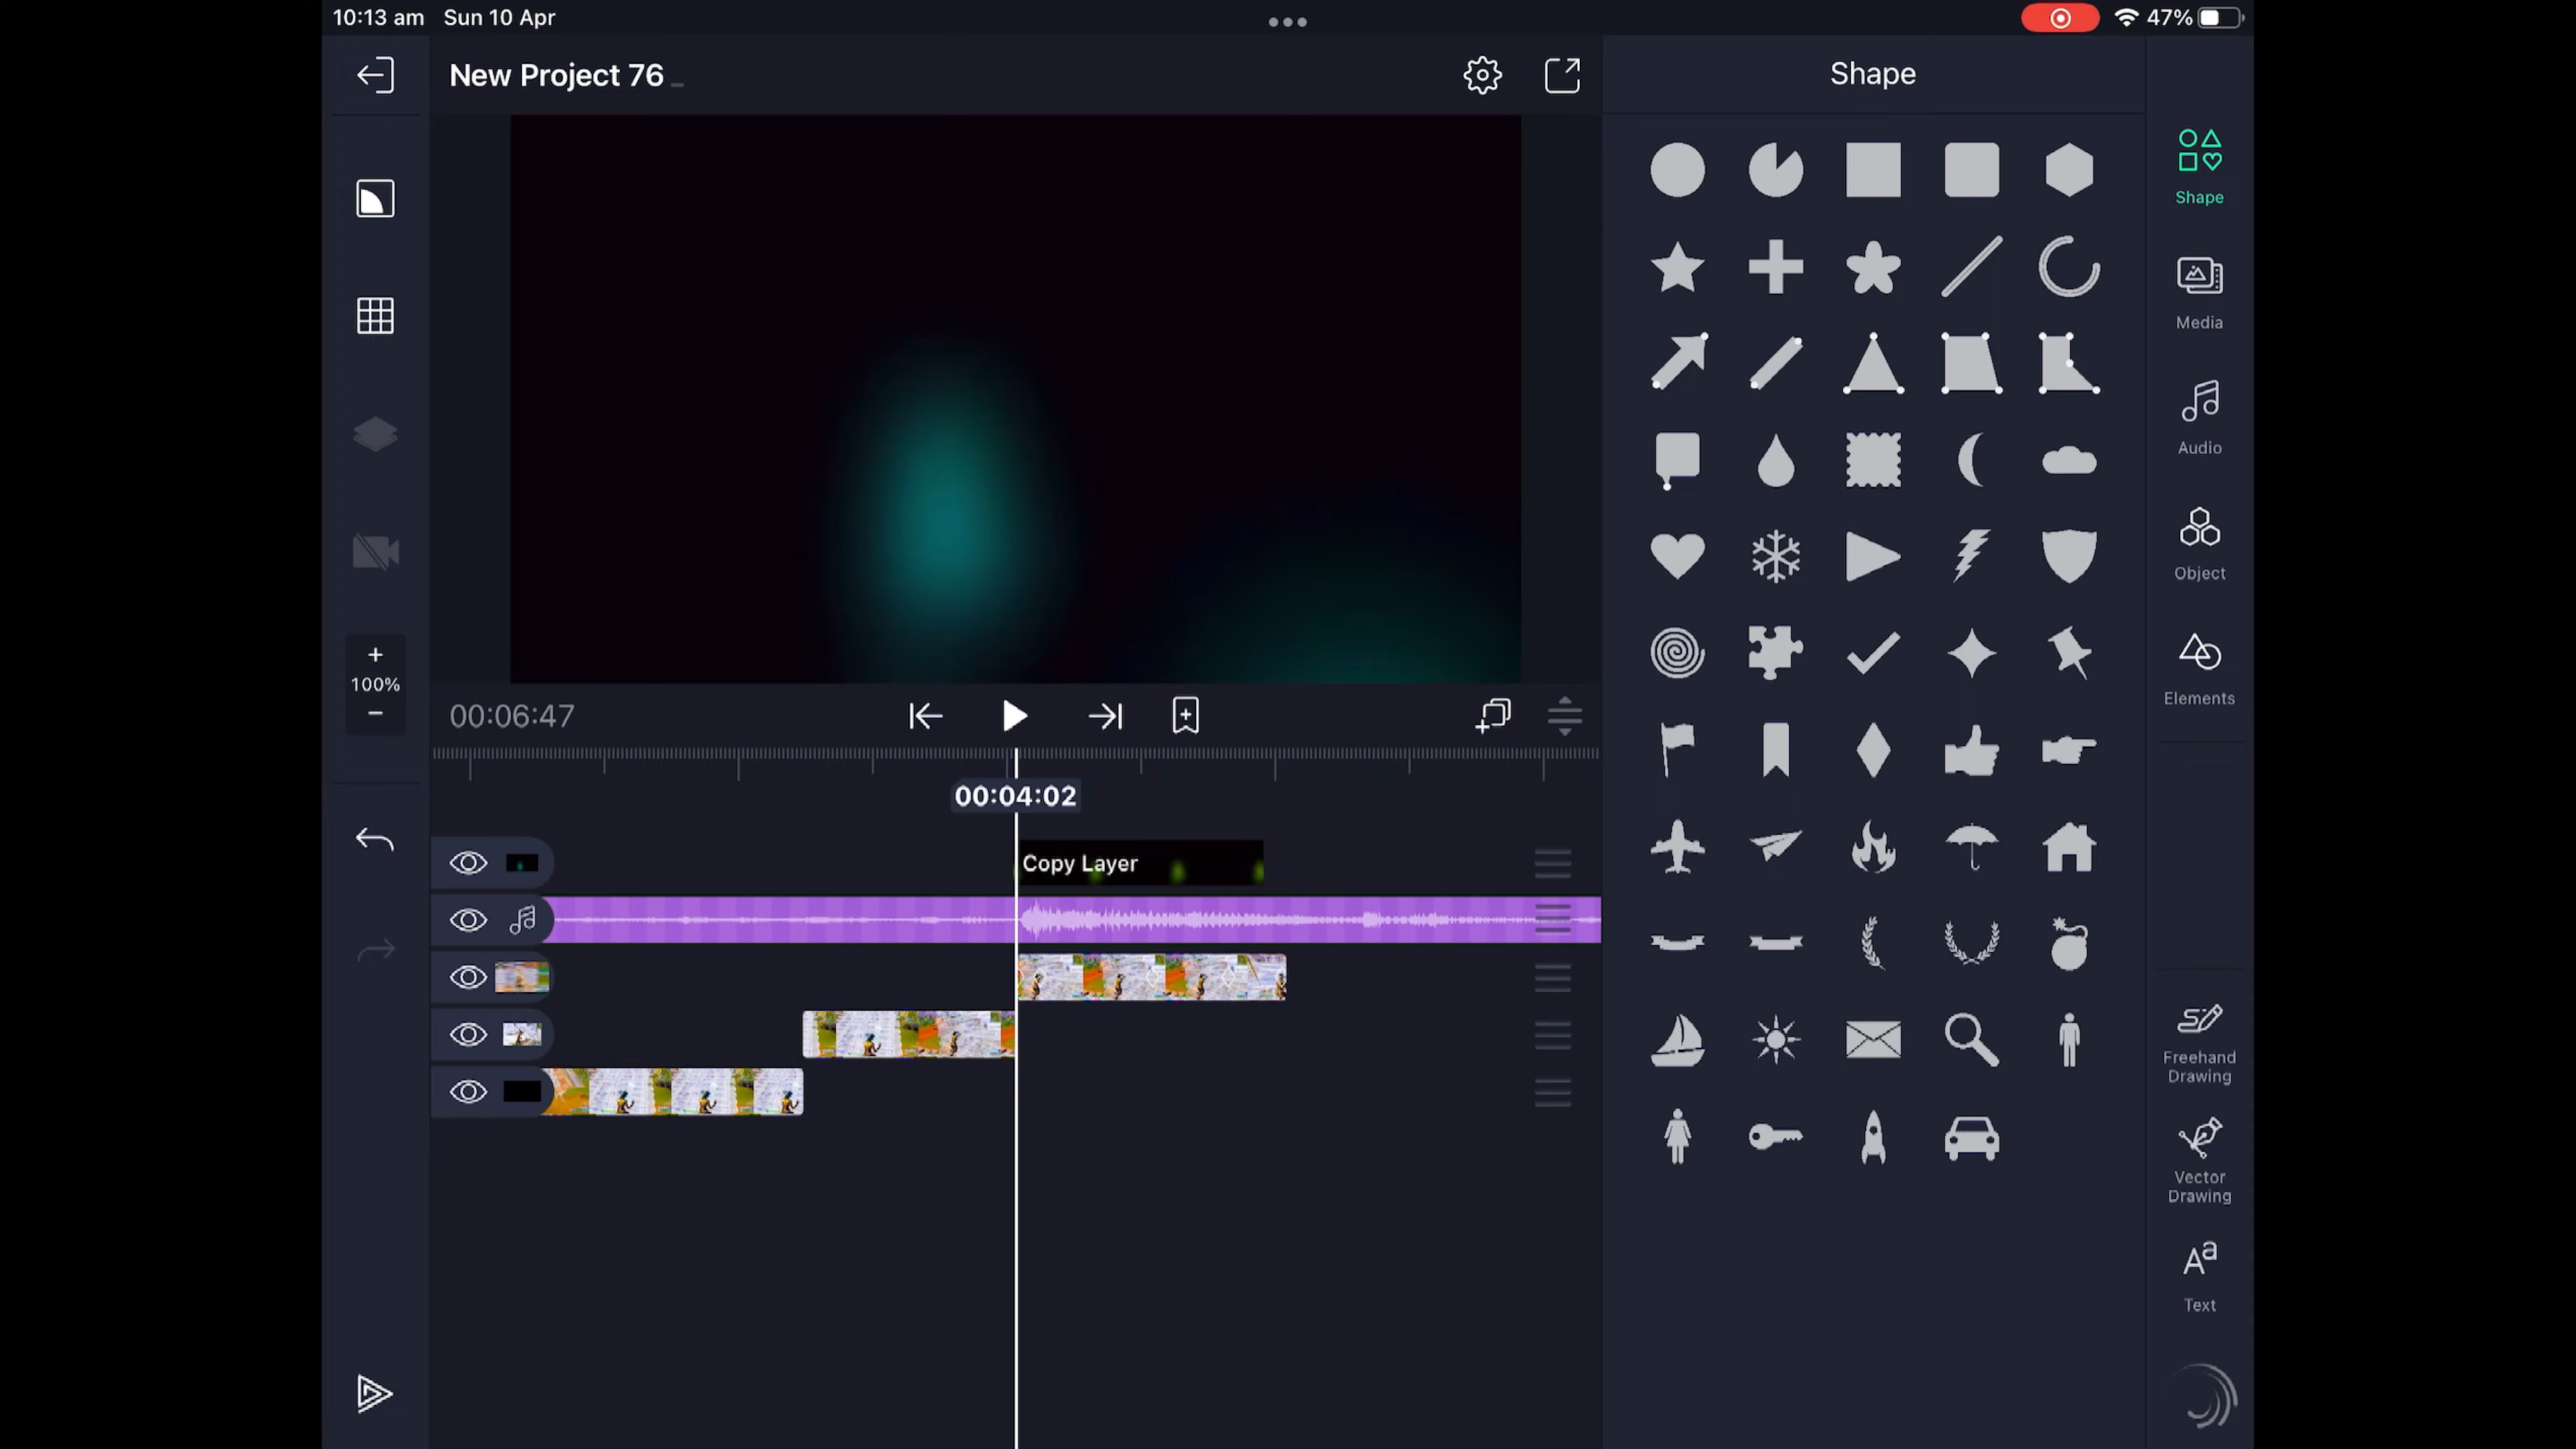 10:13 am Sun 10 Apr
47%
New Project 76
Shape
Shape
Media
Audio
Object
Elements
+
100%
−
00:06:47
00:04:02
Copy Layer
Freehand
Drawing
Vector
Drawing
Aa
Text